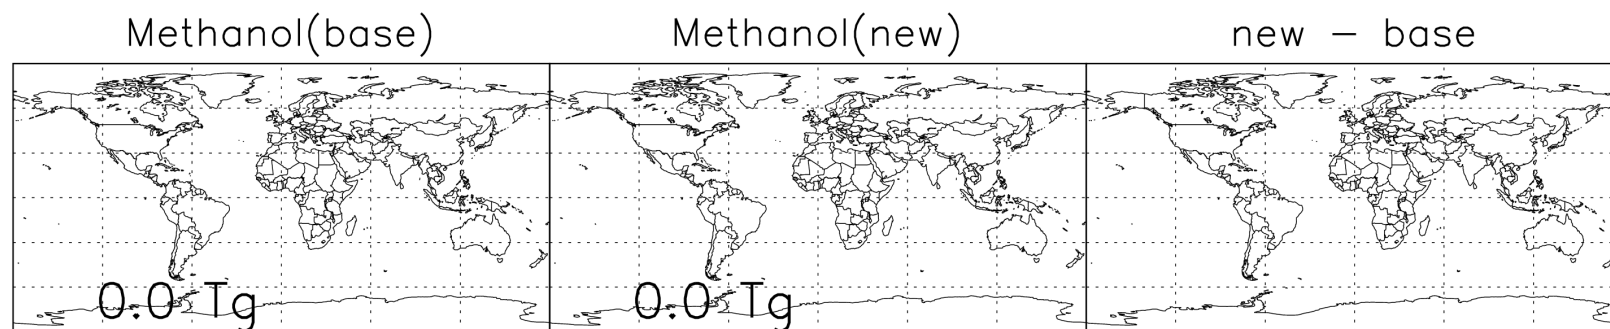 Methanol(base)
Methanol(new)
new − base
0.0 Tg
0.0 Tg